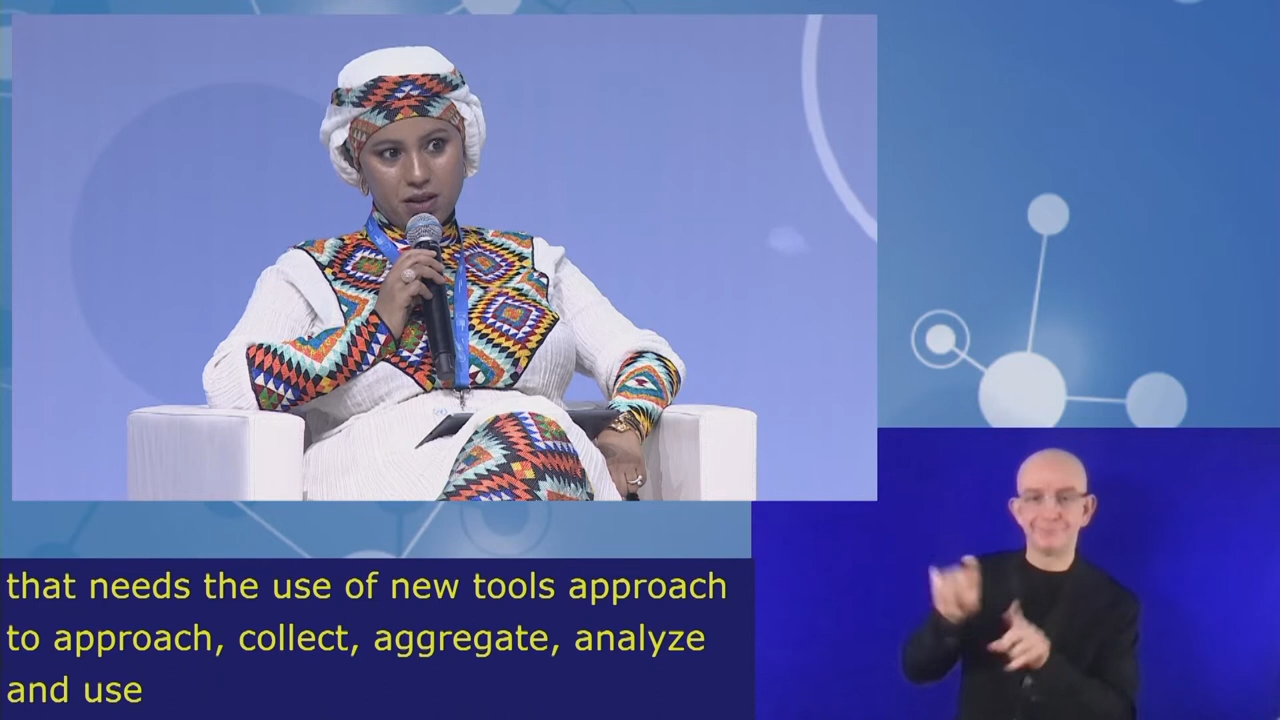 that needs the use of new tools approach
to approach, collect, aggregate, analyze
and use